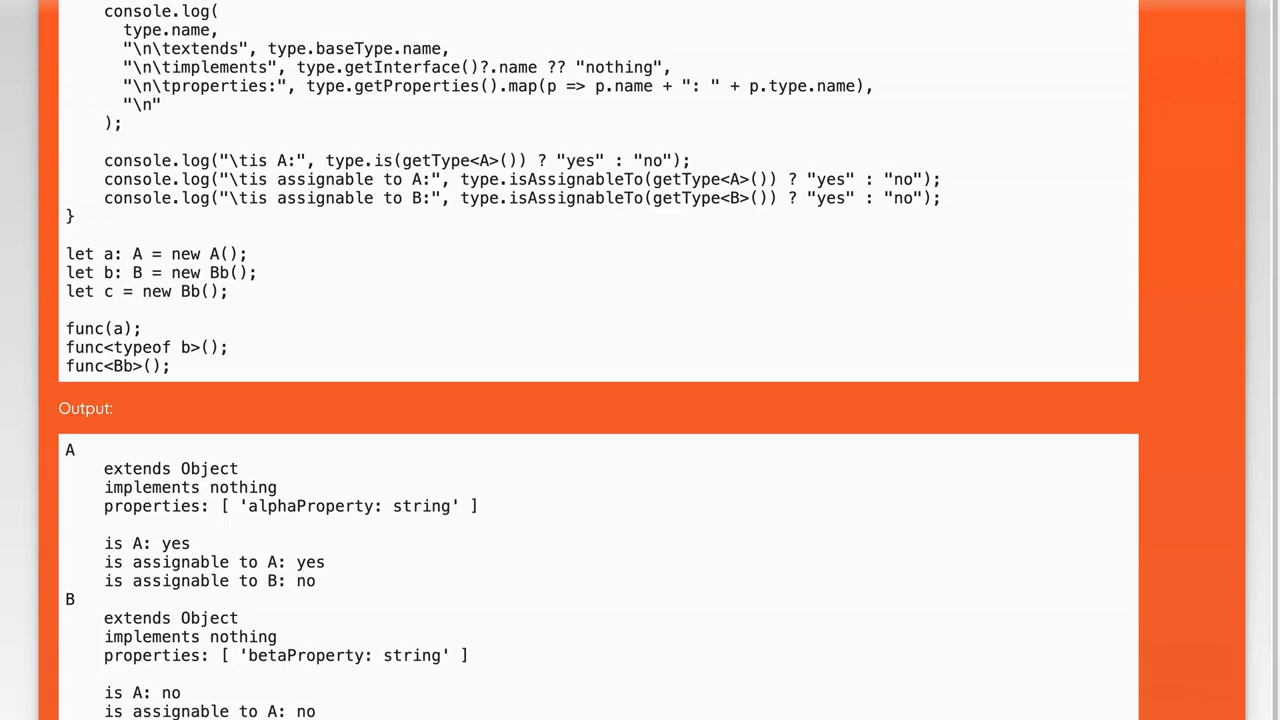 console.log(
type.name,
"\n\textends", type.baseType.name,
"\n\timplements", type.getInterface()?.name ?? "nothing",
"\n\tproperties:", type.getProperties().map(p => p.name + ": " + p.type.name),
"\n"
);
console.log("\tis A:", type.is(getType<A>()) ? "yes" : "no");
console.log("\tis assignable to A:", type.isAssignableTo(getType<A>()) ? "yes" : "no");
console.log("\tis assignable to B:", type.isAssignableTo(getType<B>()) ? "yes" : "no");
}
let a: A = new A();
let b: B = new Bb();
let c = new Bb();
func(a);
func<typeof b>();
func<Bb>();
Output:
A
extends Object
implements nothing
properties: [ 'alphaProperty: string' ]
is A: yes
is assignable to A: yes
is assignable to B: no
B
extends Object
implements nothing
properties: [ 'betaProperty: string' ]
is A: no
is assignable to A: no